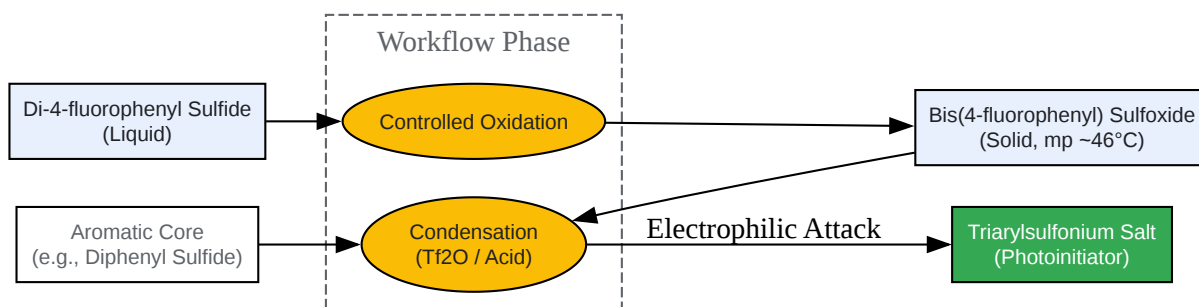 Workflow Phase
Di-4-fluorophenyl Sulfide
(Liquid)
Controlled Oxidation
Bis(4-fluorophenyl) Sulfoxide
(Solid, mp ~46°C)
Aromatic Core
(e.g., Diphenyl Sulfide)
Condensation
(Tf2O / Acid)
Electrophilic Attack
Triarylsulfonium Salt
(Photoinitiator)